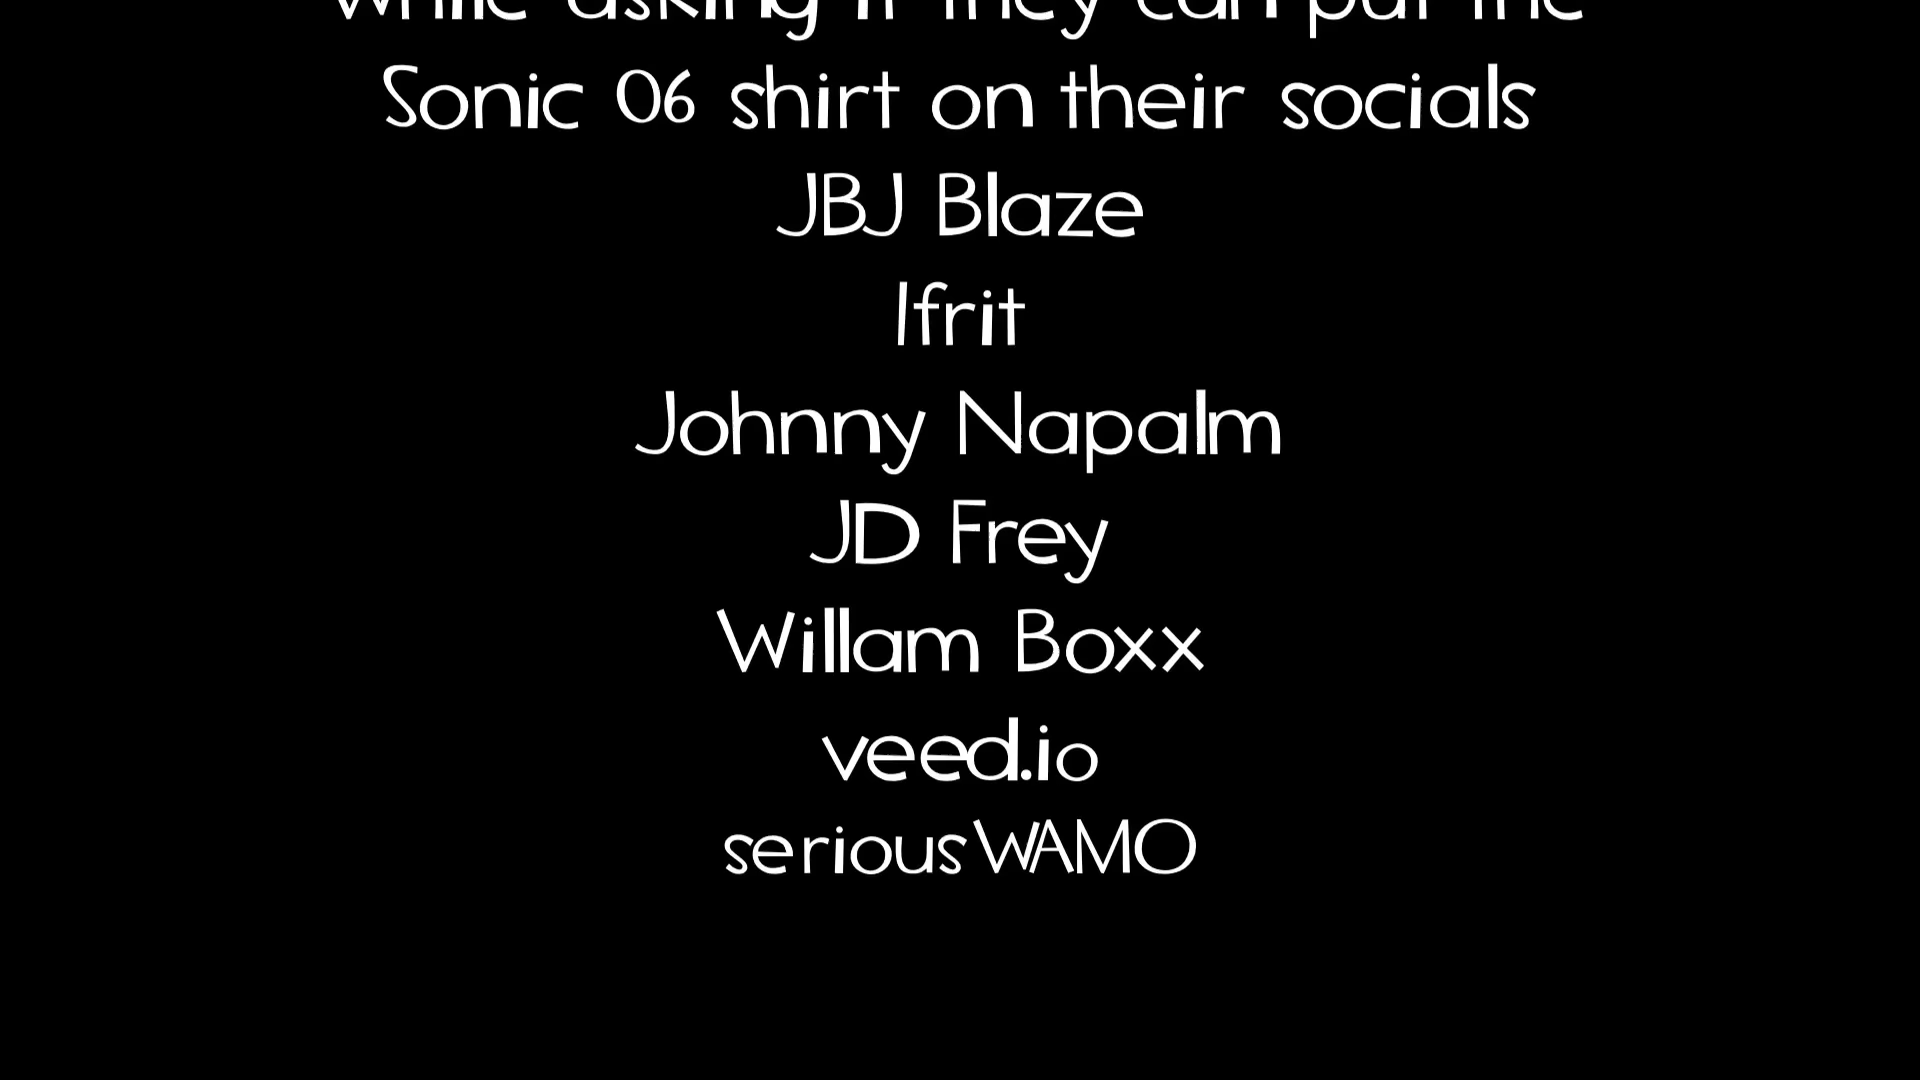 while asking if they can put the
Sonic 06 shirt on their socials
JBJ Blaze
Ifrit
Johnny Napalm
JD Frey
Willam Boxx
veed.io
seriousWAMO